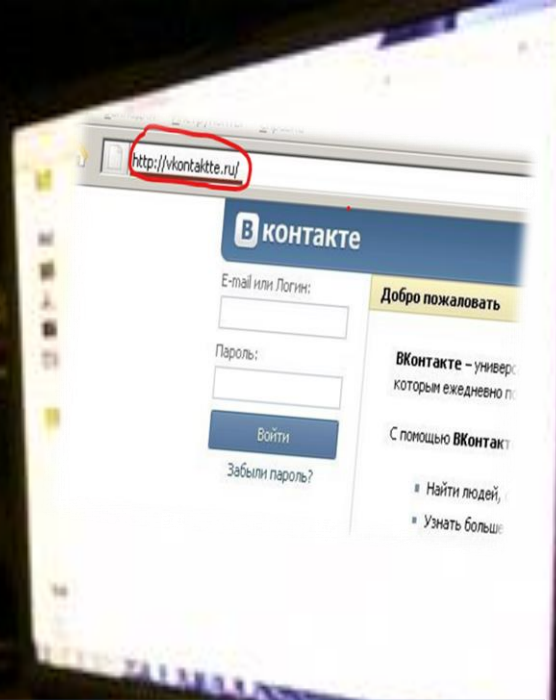 http://vkontaktte.ru/
В контакте
E-mail или Логин:
Добро пожаловать
Пароль:
ВКонтакте – универс
которым ежедневно п
Войти
С помощью ВКонтакт
Забыли пароль?
Найти людей,
Узнать больше